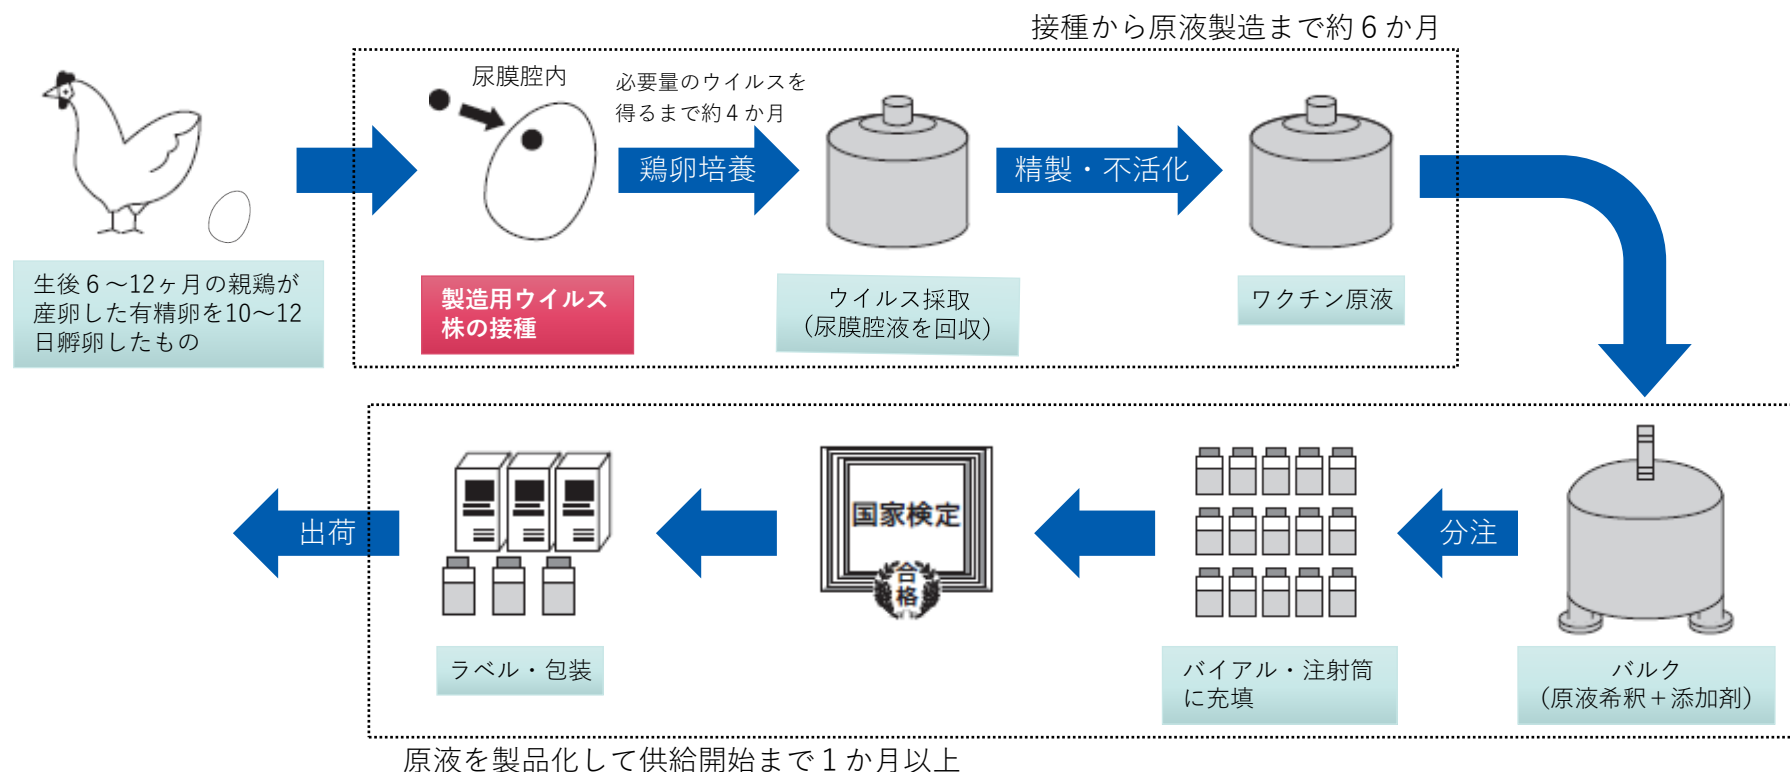 接種から原液製造まで約６か月
尿膜腔内
必要量のウイルスを
得るまで約４か月
鶏卵培養
精製・不活化
生後６～12ヶ月の親鶏が
産卵した有精卵を10～12
日孵卵したもの
製造用ウイルス
株の接種
ウイルス採取
（尿膜腔液を回収）
ワクチン原液
出荷
国家検定
合格
分注
ラベル・包装
バイアル・注射筒
に充填
バルク
（原液希釈＋添加剤）
原液を製品化して供給開始まで１か月以上